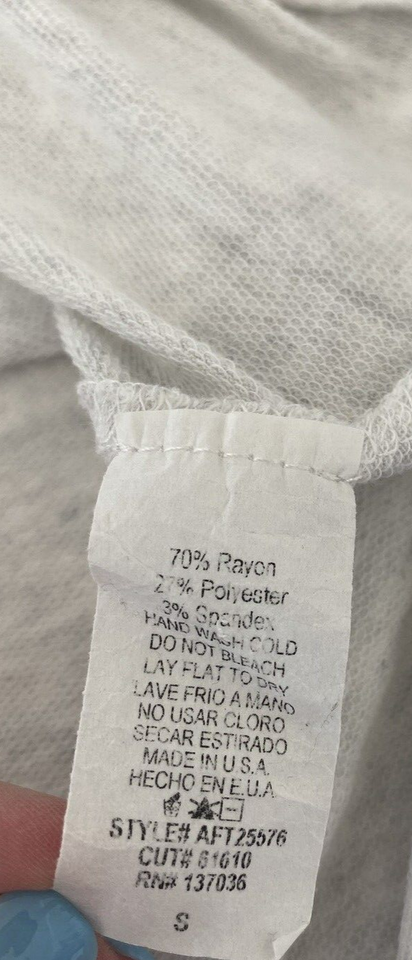 70% Rayon
27% Polyester
3% Spandex
HAND WASH COLD
DO NOT BLEACH
LAY FLAT TO DRY
LAVE FRIO A MANO
NO USAR CLORO
SECAR ESTIRADO
MADE IN U.S.A.
HECHO EN E.U.A.
STYLE# AFT25576
CUT# 61010
RN# 137036
S